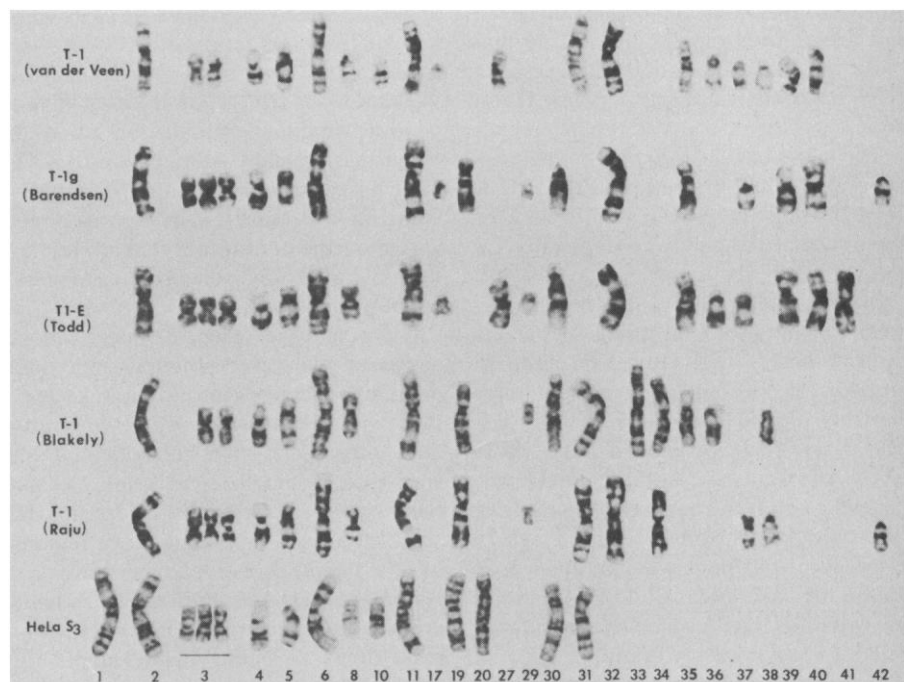 T-1
(van der Veen)
T-1g
(Barendsen)
T1-E
(Todd)
T-1
(Blakely)
T-1
(Raju)
HeLa S3
1 2 3 4 5 6 8 10 11 17 19 20 27 29 30 31 32 33 34 35 36 37 38 39 40 41 42